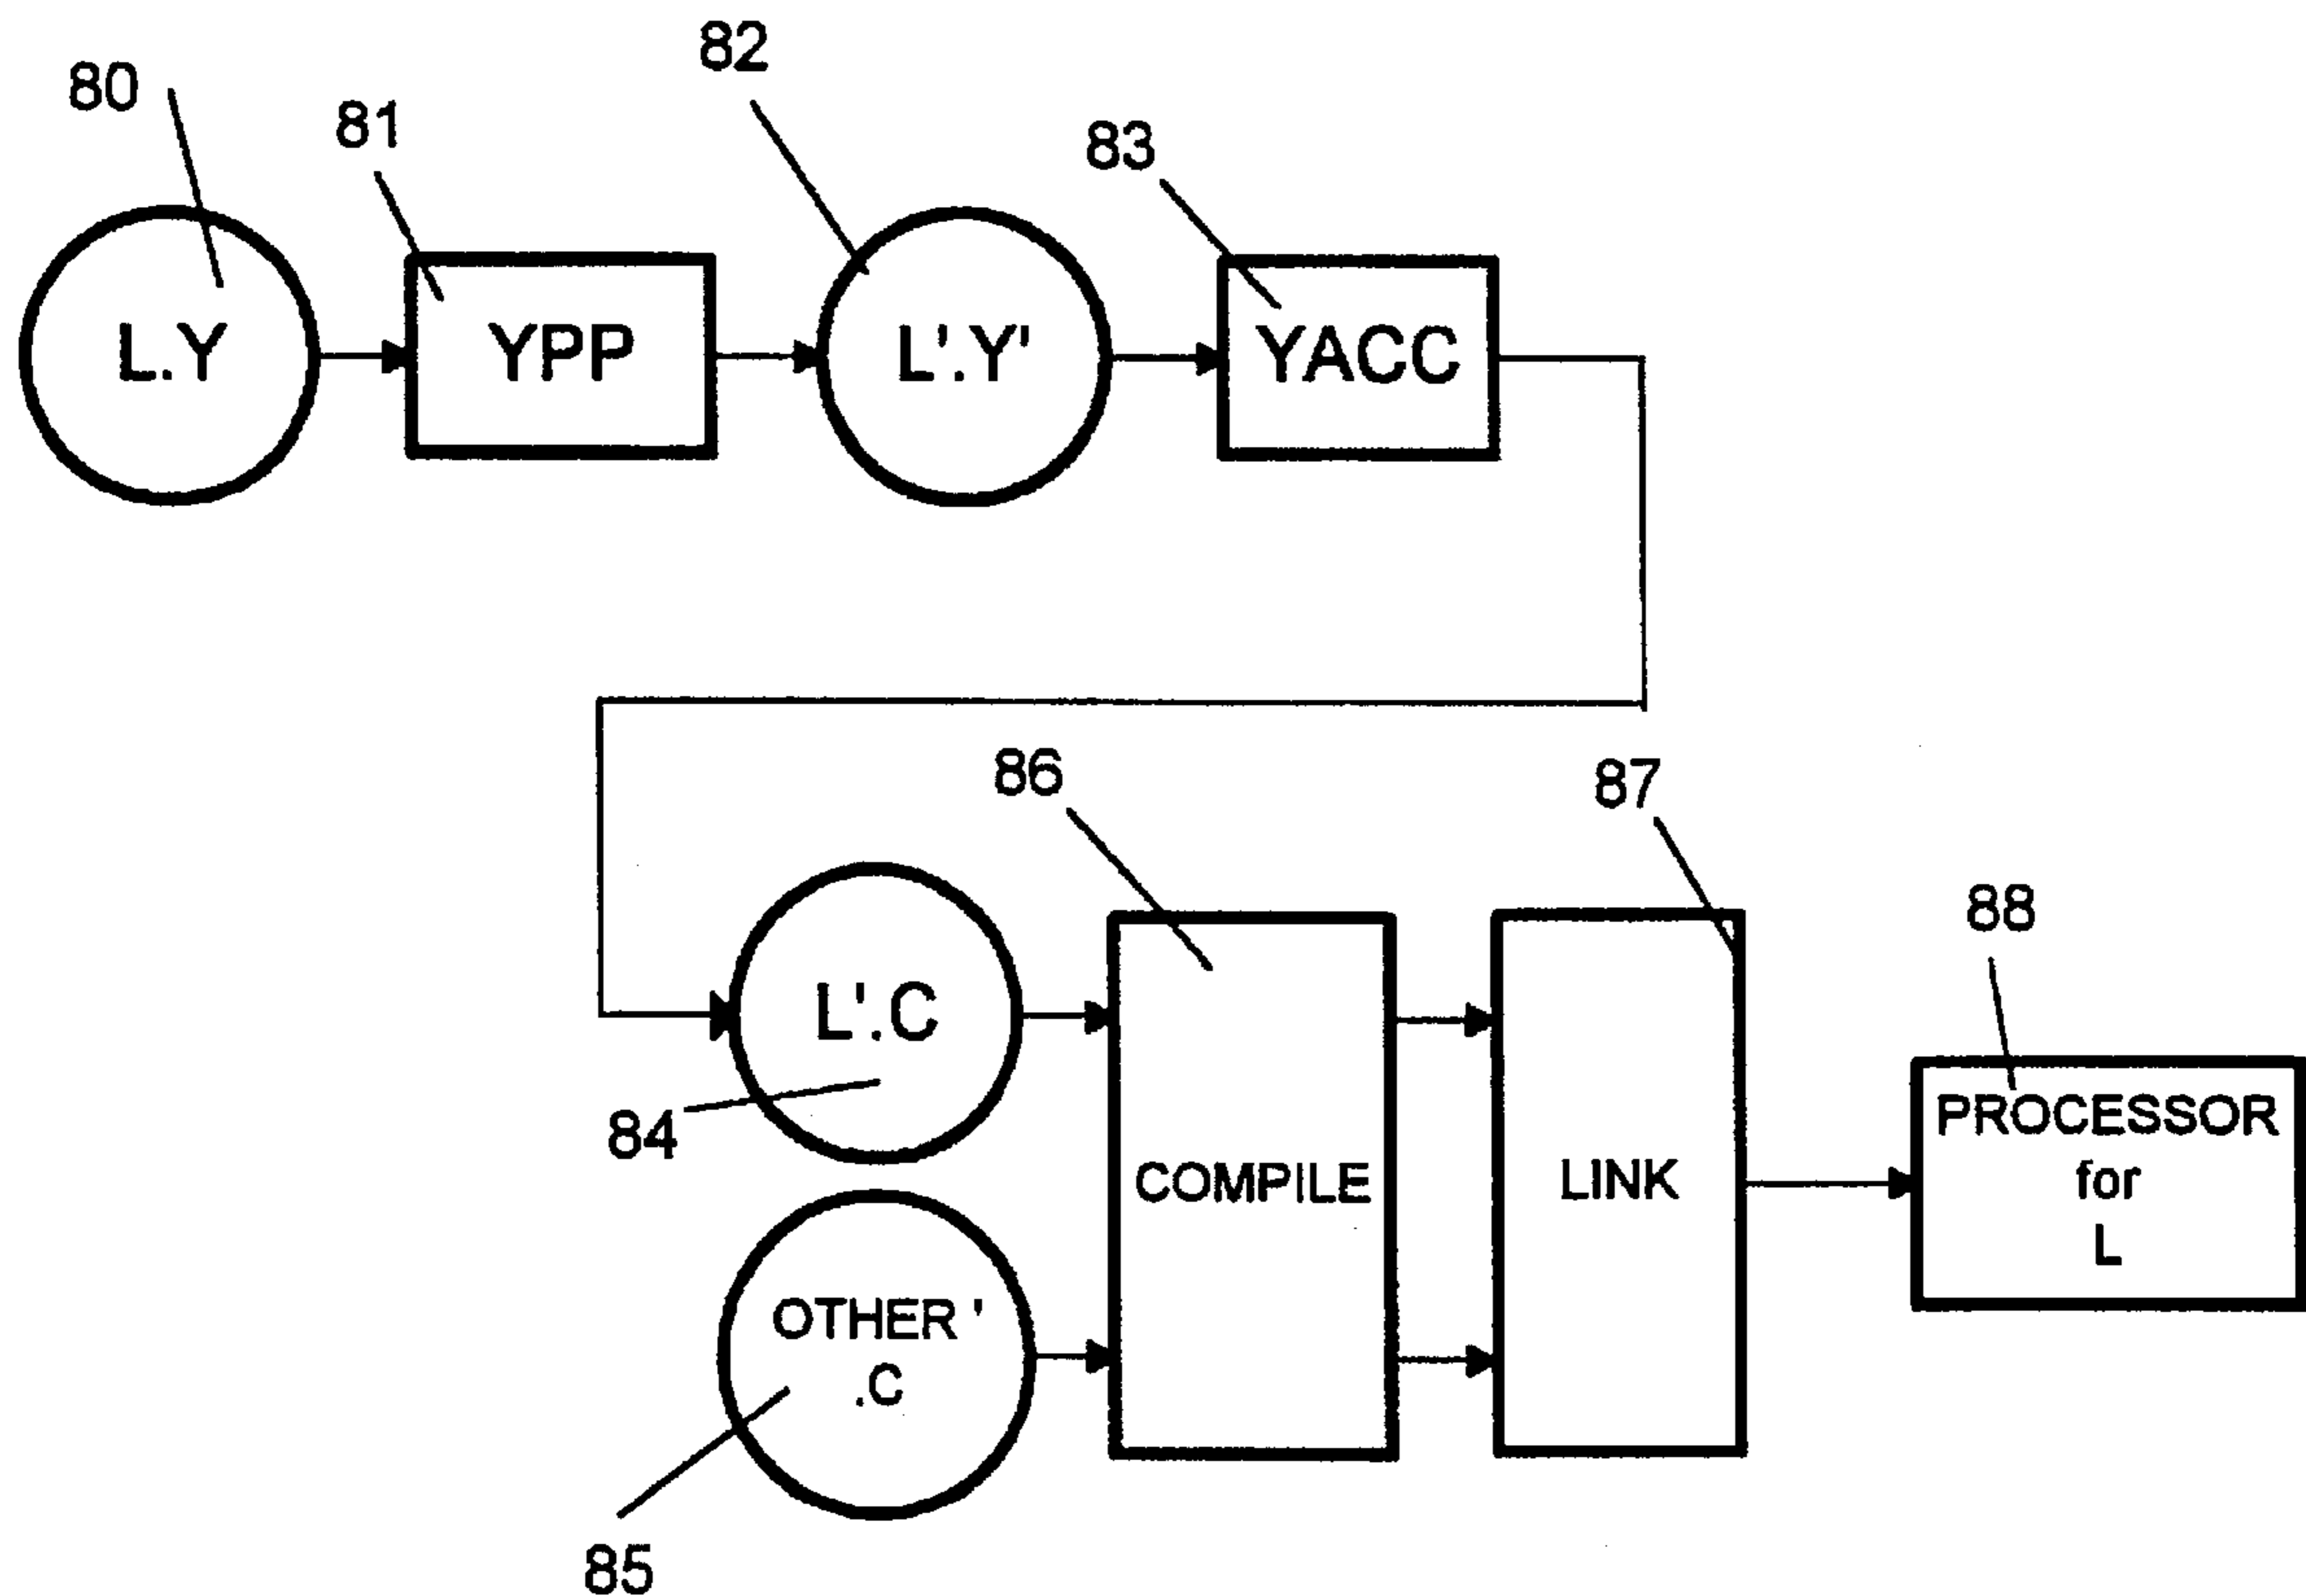 82
80
81
83
L.Y
YPP
L'.Y'
YACC
86
87
88
L'.C
84
PROCESSOR
for
L
COMPILE
LINK
OTHER '
.C
85